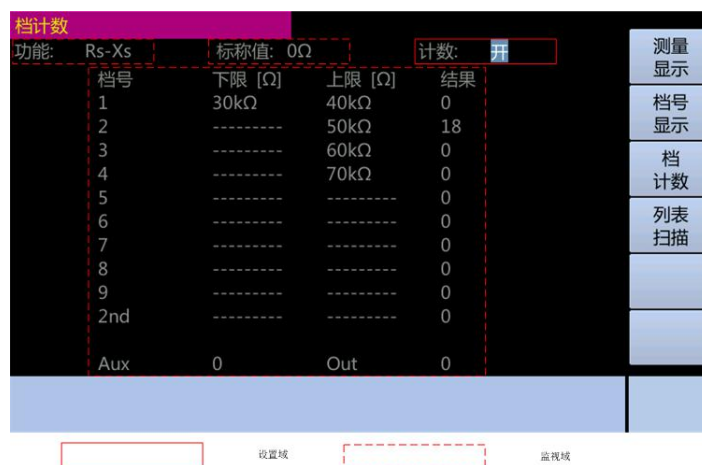 档计数
功能: Rs-Xs 标称值: 0Ω 计数: 开
档号 下限 [Ω] 上限 [Ω] 结果
1 30kΩ 40kΩ 0
2 --------- 50kΩ 18
3 --------- 60kΩ 0
4 --------- 70kΩ 0
5 --------- --------- 0
6 --------- --------- 0
7 --------- --------- 0
8 --------- --------- 0
9 --------- --------- 0
2nd --------- --------- 0
Aux 0 Out 0
测量
显示
档号
显示
档
计数
列表
扫描
设置域 监视域